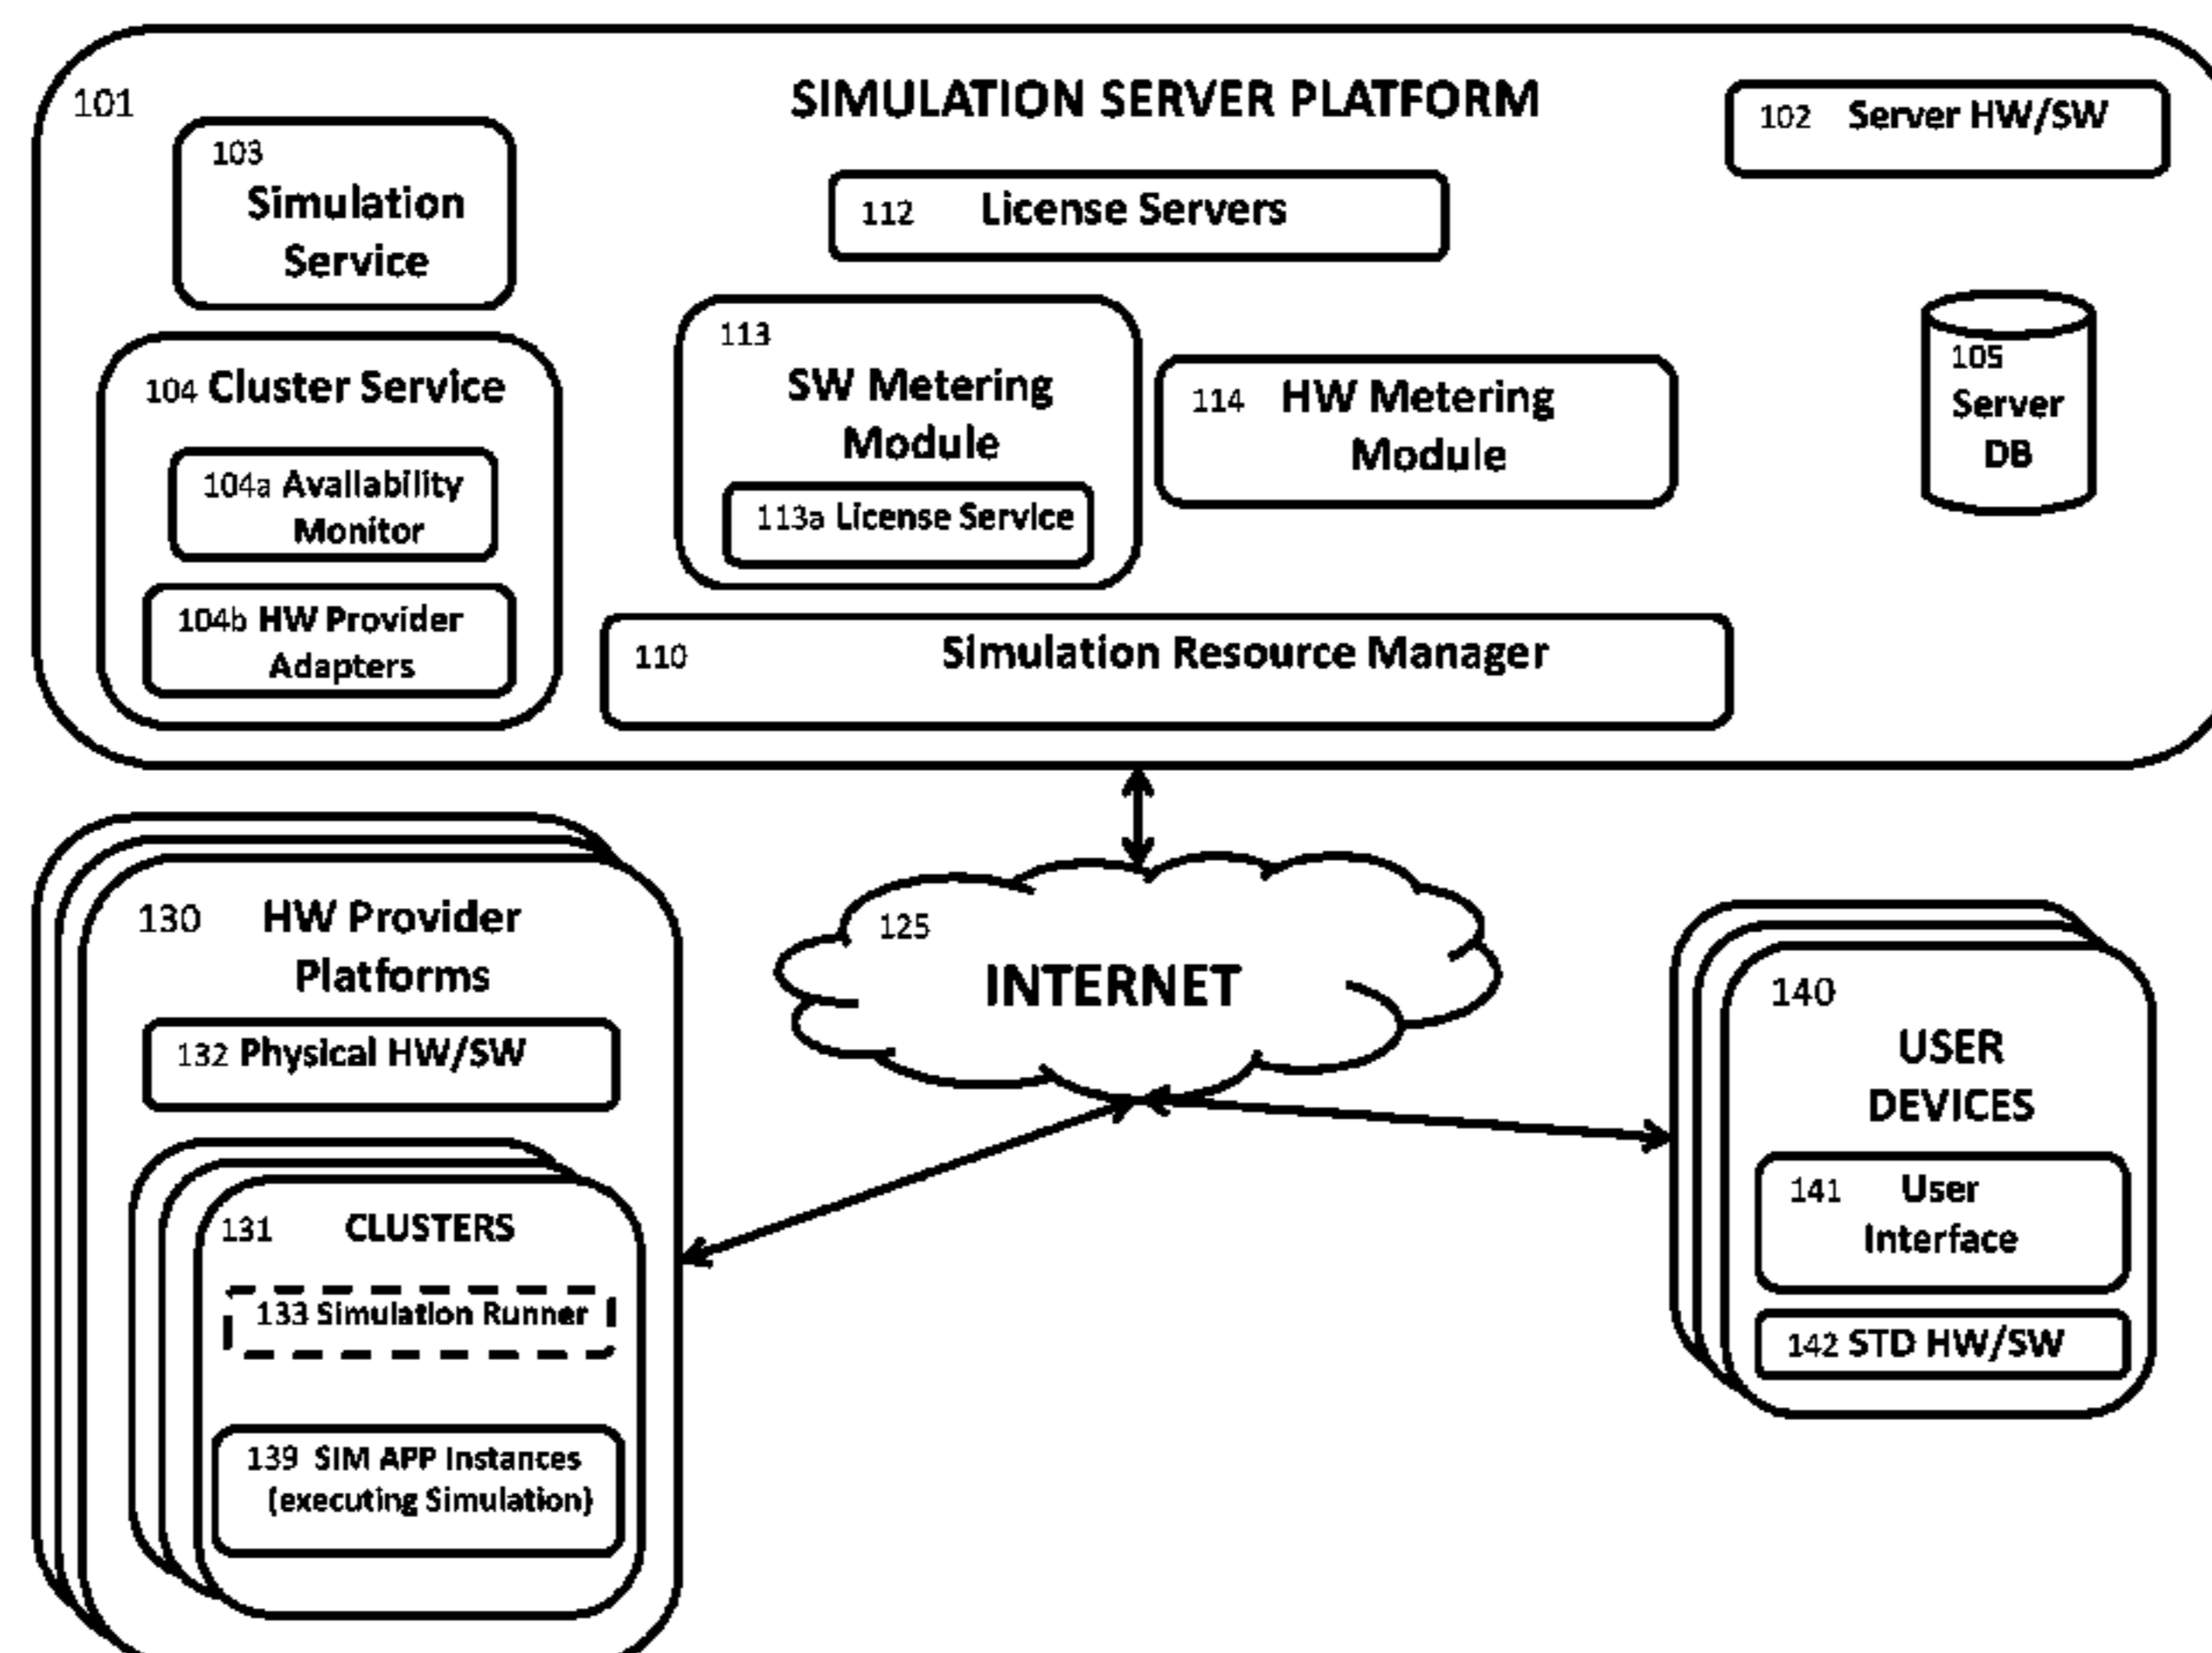 101
SIMULATION SERVER PLATFORM
102 Server HW/SW
103
Simulation
Service
112 License Servers
104 Cluster Service
104a Availability
Monitor
104b HW Provider
Adapters
113
SW Metering
Module
113a License Service
114 HW Metering
Module
105
Server
DB
110 Simulation Resource Manager
130 HW Provider
Platforms
132 Physical HW/SW
131 CLUSTERS
133 Simulation Runner
139 SIM APP Instances
(executing Simulation)
125
INTERNET
140
USER
DEVICES
141 User
Interface
142 STD HW/SW